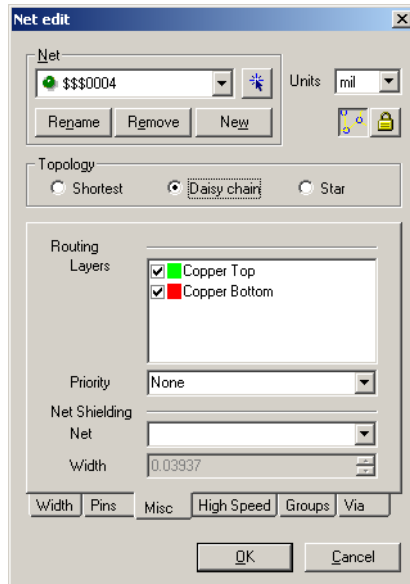 Net edit
Net
$$$0004
Units mil
Rename Remove New
Topology
Shortest Daisy chain Star
Routing
Layers
Copper Top
Copper Bottom
Priority None
Net Shielding
Net
Width 0.03937
Width Pins Misc High Speed Groups Via
OK Cancel